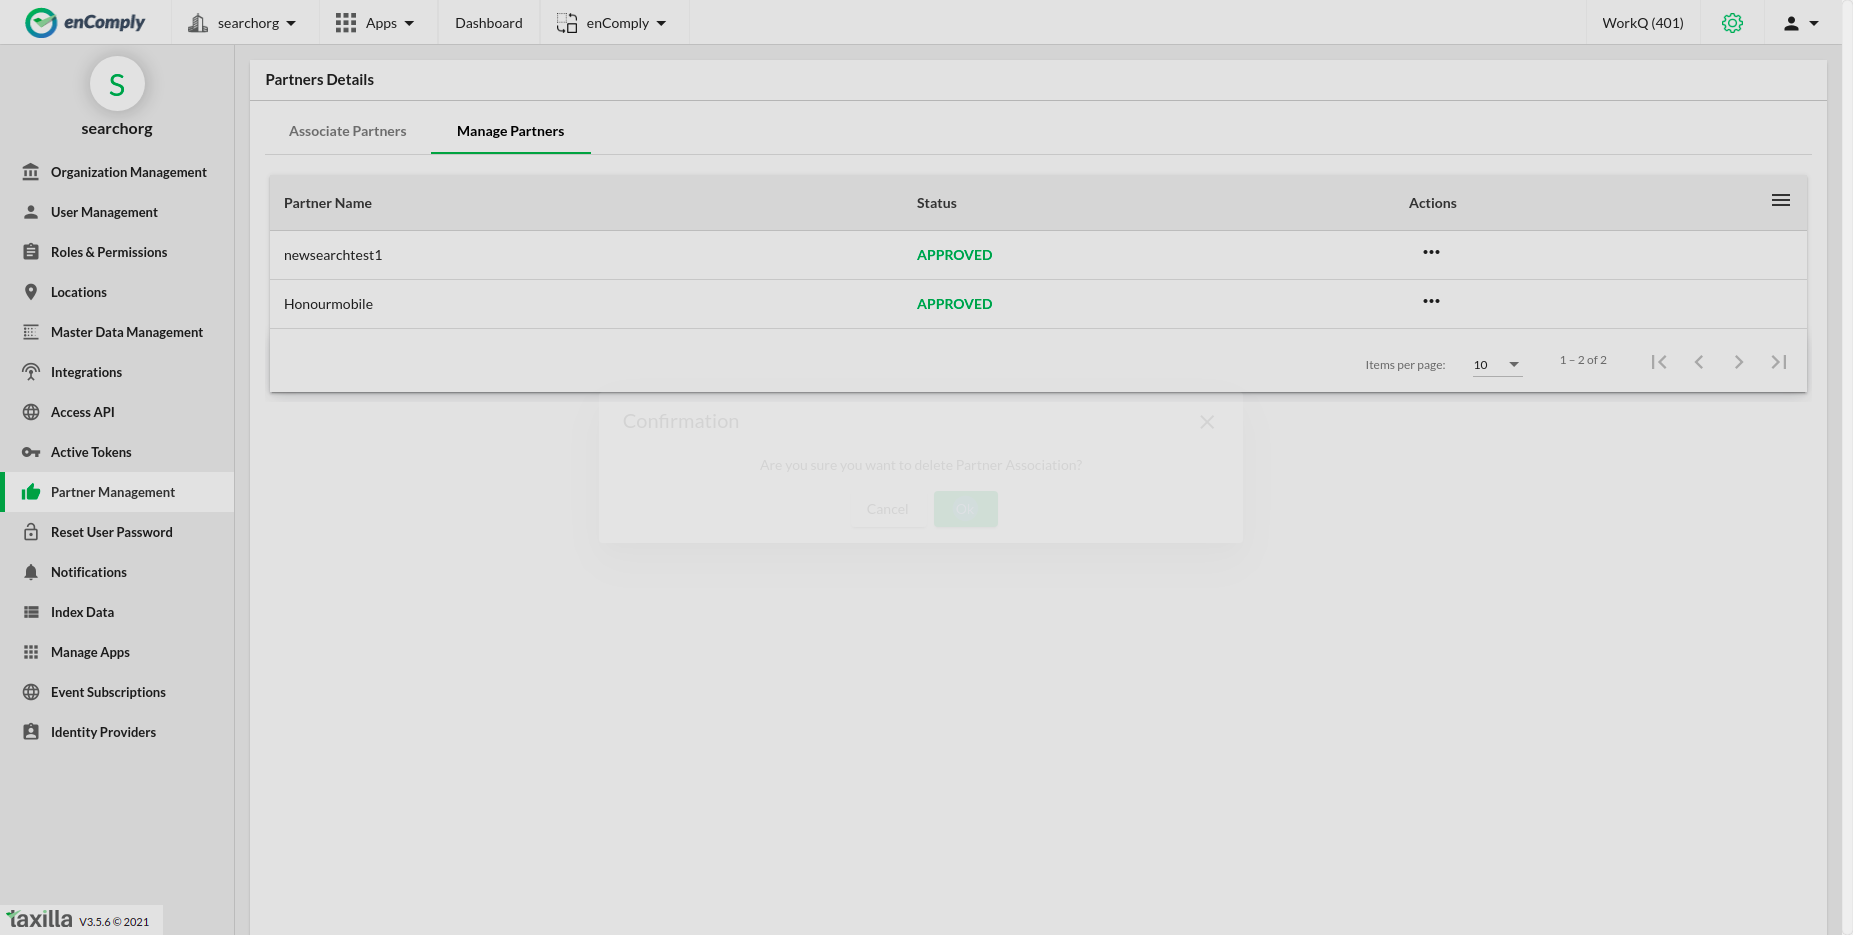 enComply
searchorg
Apps
Dashboard
enComply
WorkQ (401)
S
searchorg
Organization Management
User Management
Roles & Permissions
Locations
Master Data Management
Integrations
Access API
Active Tokens
Partner Management
Reset User Password
Notifications
Index Data
Manage Apps
Event Subscriptions
Identity Providers
taxilla V3.5.6 © 2021
Partners Details
Associate Partners
Manage Partners
Partner Name Status Actions
newsearchtest1 APPROVED
Honourmobile APPROVED
Items per page: 10 1 – 2 of 2
Confirmation
Are you sure you want to delete Partner Association?
Cancel